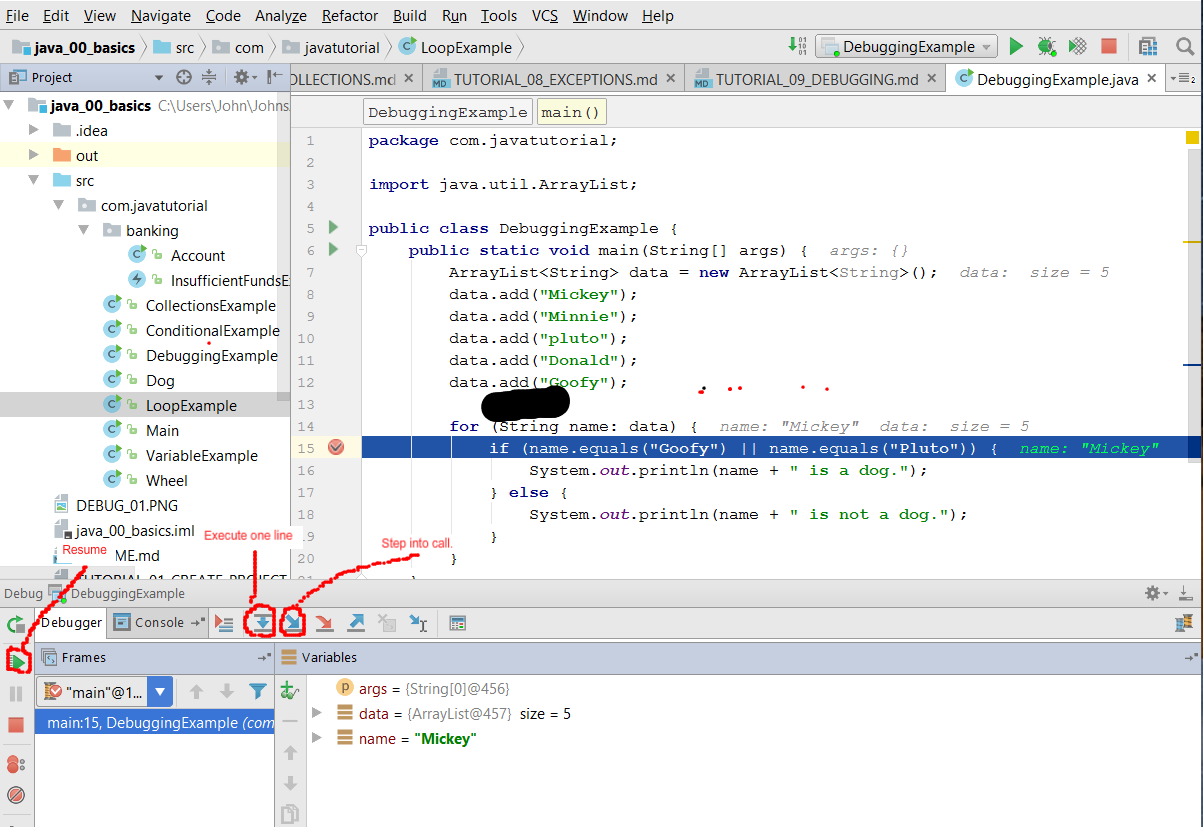 File Edit View Navigate Code Analyze Refactor Build Run Tools VCS Window Help
java_00_basics src com javatutorial LoopExample DebuggingExample
Project OLLECTIONS.md TUTORIAL_08_EXCEPTIONS.md TUTORIAL_09_DEBUGGING.md DebuggingExample.java 2
java_00_basics C:\Users\John\Johns
.idea
out
src
com.javatutorial
banking
Account
InsufficientFundsE
CollectionsExample
ConditionalExample
DebuggingExample
Dog
LoopExample
Main
VariableExample
Wheel
DEBUG_01.PNG
java_00_basics.iml
ME.md
TUTORIAL_01_CREATE_PROJECT
DebuggingExample main()
1 package com.javatutorial;
2
3 import java.util.ArrayList;
4
5 public class DebuggingExample {
6 public static void main(String[] args) { args: {}
7 ArrayList<String> data = new ArrayList<String>(); data: size = 5
8 data.add("Mickey");
9 data.add("Minnie");
10 data.add("pluto");
11 data.add("Donald");
12 data.add("Goofy");
13
14 for (String name: data) { name: "Mickey" data: size = 5
15 if (name.equals("Goofy") || name.equals("Pluto")) { name: "Mickey"
16 System.out.println(name + " is a dog.");
17 } else {
18 System.out.println(name + " is not a dog.");
19 }
20 }
Resume
Execute one line
Step into call.
Debug DebuggingExample
Debugger Console
Frames Variables
"main"@1...
main:15, DebuggingExample (com
args = {String[0]@456}
data = {ArrayList@457} size = 5
name = "Mickey"